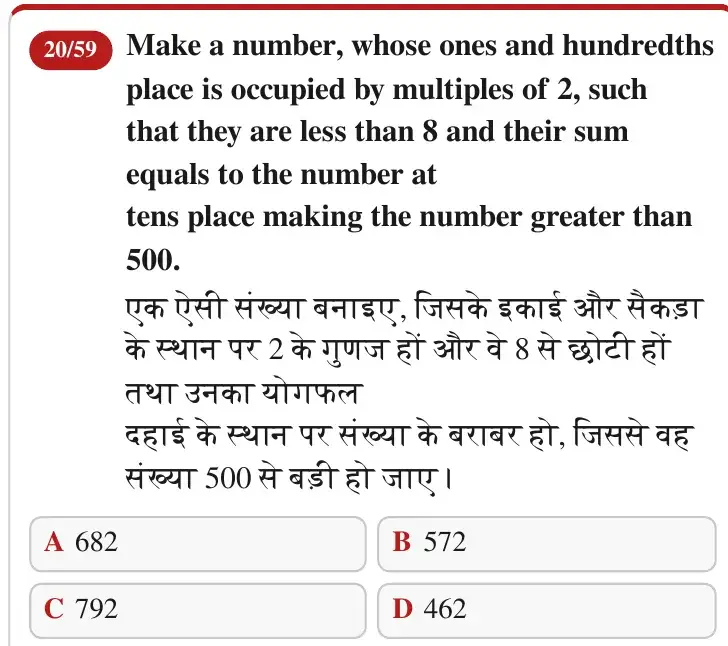 20/59 Make a number, whose ones and hundredths
place is occupied by multiples of 2, such
that they are less than 8 and their sum
equals to the number at
tens place making the number greater than
500.
एक ऐसी संख्या बनाइए, जिसके इकाई और सैकड़ा
के स्थान पर 2 के गुणज हों और वे 8 से छोटी हों
तथा उनका योगफल
दहाई के स्थान पर संख्या के बराबर हो, जिससे वह
संख्या 500 से बड़ी हो जाए।
A 682 B 572
C 792 D 462